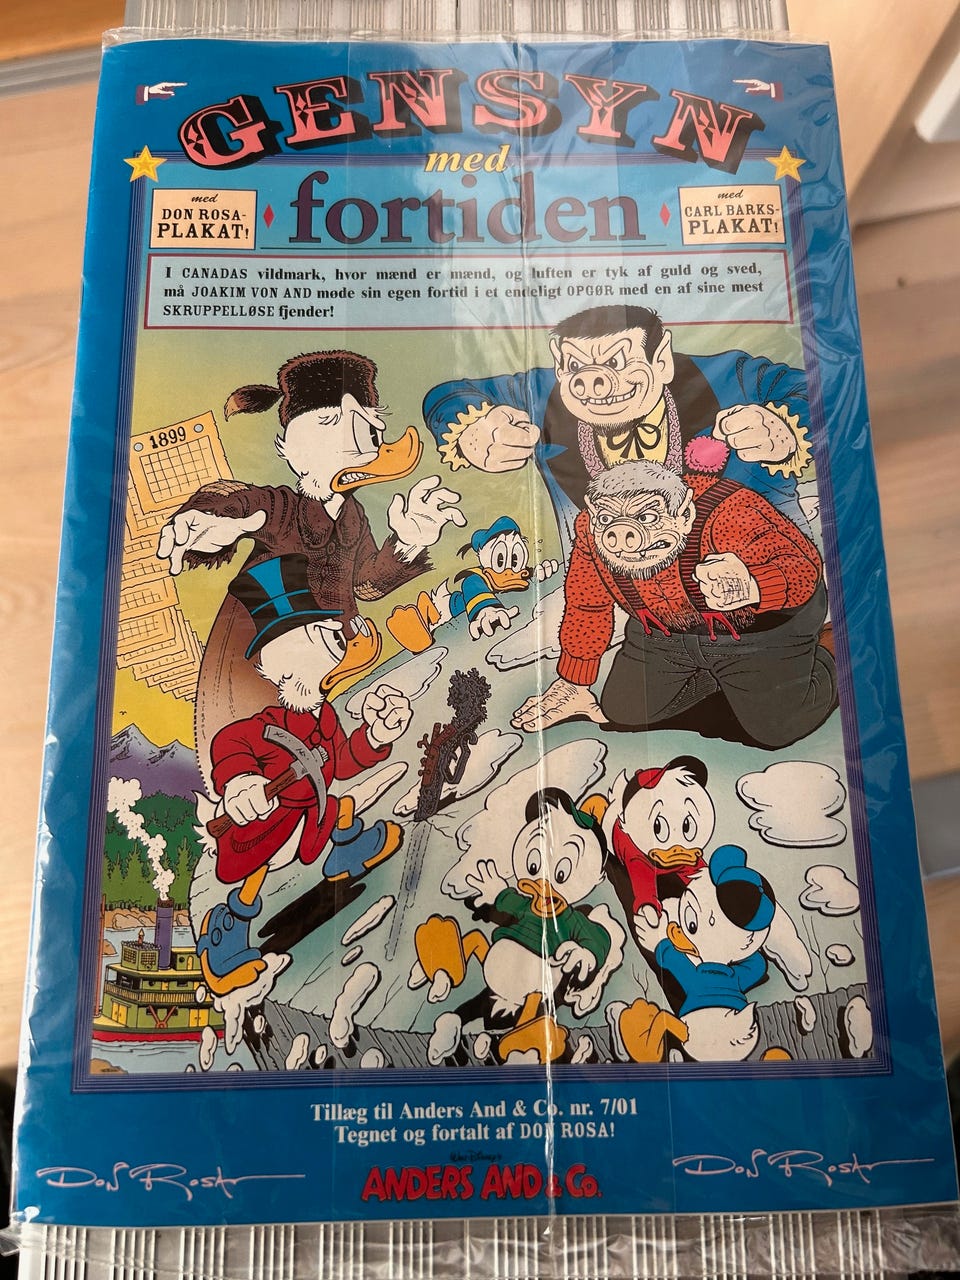 GENSYN
med
fortiden
med
DON ROSA-
PLAKAT!
med
CARL BARKS-
PLAKAT!
I CANADAS vildmark, hvor mænd er mænd, og luften er tyk af guld og sved,
må JOAKIM VON AND møde sin egen fortid i et endeligt OPGØR med en af sine mest
SKRUPPELLØSE fjender!
1899
Tillæg til Anders And & Co. nr. 7/01
Tegnet og fortalt af DON ROSA!
Walt Disney's
ANDERS AND & Co.
Don Rosa
Don Rosa